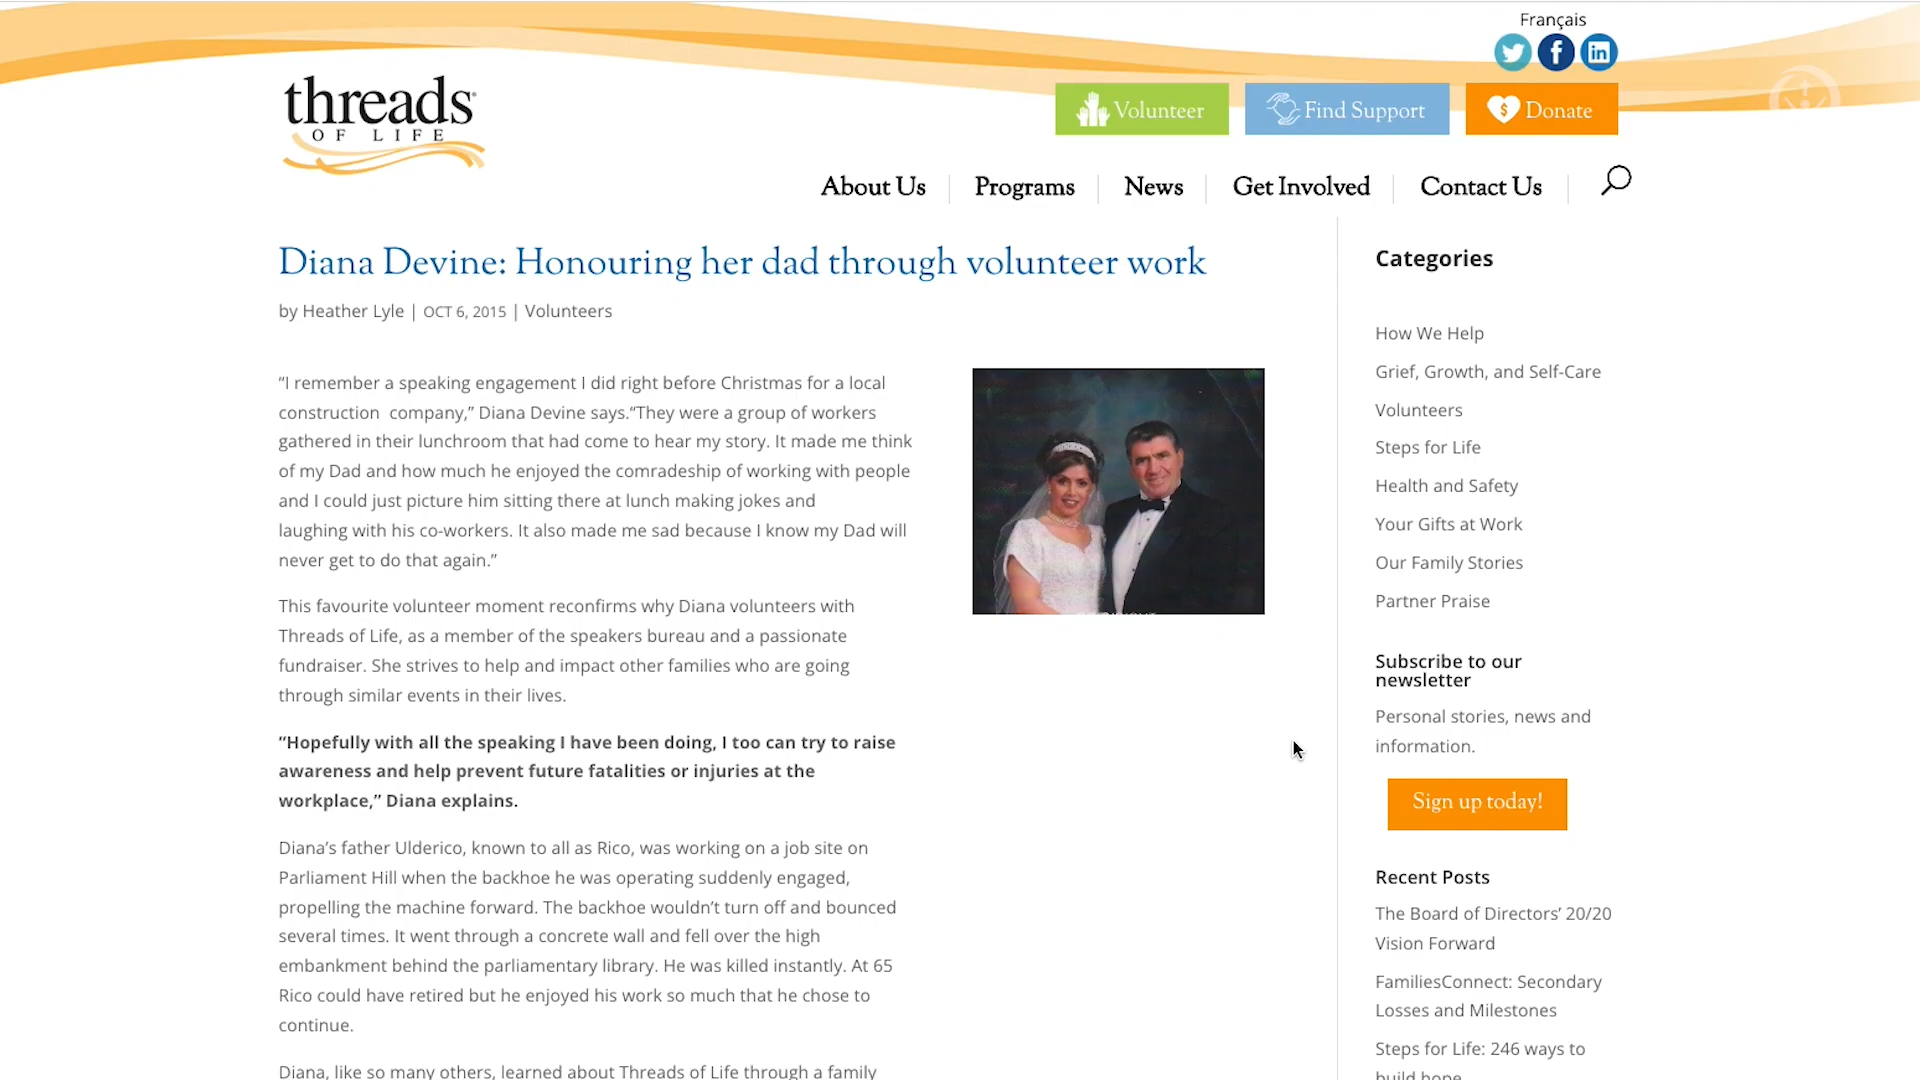 Français
threads
OF LIFE
Volunteer
Find Support
Donate
About Us
Programs
News
Get Involved
Contact Us
Diana Devine: Honouring her dad through volunteer work
by Heather Lyle | OCT 6, 2015 | Volunteers
“I remember a speaking engagement I did right before Christmas for a local
construction  company,” Diana Devine says.“They were a group of workers
gathered in their lunchroom that had come to hear my story. It made me think
of my Dad and how much he enjoyed the comradeship of working with people
and I could just picture him sitting there at lunch making jokes and
laughing with his co-workers. It also made me sad because I know my Dad will
never get to do that again.”
This favourite volunteer moment reconfirms why Diana volunteers with
Threads of Life, as a member of the speakers bureau and a passionate
fundraiser. She strives to help and impact other families who are going
through similar events in their lives.
“Hopefully with all the speaking I have been doing, I too can try to raise
awareness and help prevent future fatalities or injuries at the
workplace,” Diana explains.
Diana’s father Ulderico, known to all as Rico, was working on a job site on
Parliament Hill when the backhoe he was operating suddenly engaged,
propelling the machine forward. The backhoe wouldn’t turn off and bounced
several times. It went through a concrete wall and fell over the high
embankment behind the parliamentary library. He was killed instantly. At 65
Rico could have retired but he enjoyed his work so much that he chose to
continue.
Diana, like so many others, learned about Threads of Life through a family
Categories
How We Help
Grief, Growth, and Self-Care
Volunteers
Steps for Life
Health and Safety
Your Gifts at Work
Our Family Stories
Partner Praise
Subscribe to our
newsletter
Personal stories, news and
information.
Sign up today!
Recent Posts
The Board of Directors’ 20/20
Vision Forward
FamiliesConnect: Secondary
Losses and Milestones
Steps for Life: 246 ways to
build hope